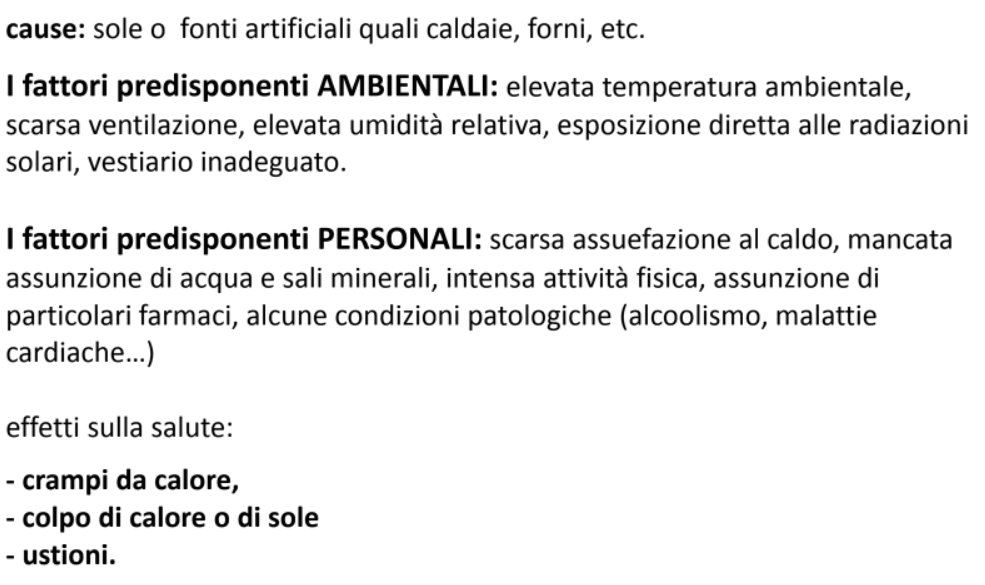 cause: sole o fonti artificiali quali caldaie, forni, etc.
I fattori predisponenti AMBIENTALI: elevata temperatura ambientale,
scarsa ventilazione, elevata umidità relativa, esposizione diretta alle radiazioni
solari, vestiario inadeguato.
I fattori predisponenti PERSONALI: scarsa assuefazione al caldo, mancata
assunzione di acqua e sali minerali, intensa attività fisica, assunzione di
particolari farmaci, alcune condizioni patologiche (alcoolismo, malattie
cardiache...)
effetti sulla salute:
- crampi da calore,
- colpo di calore o di sole
- ustioni.